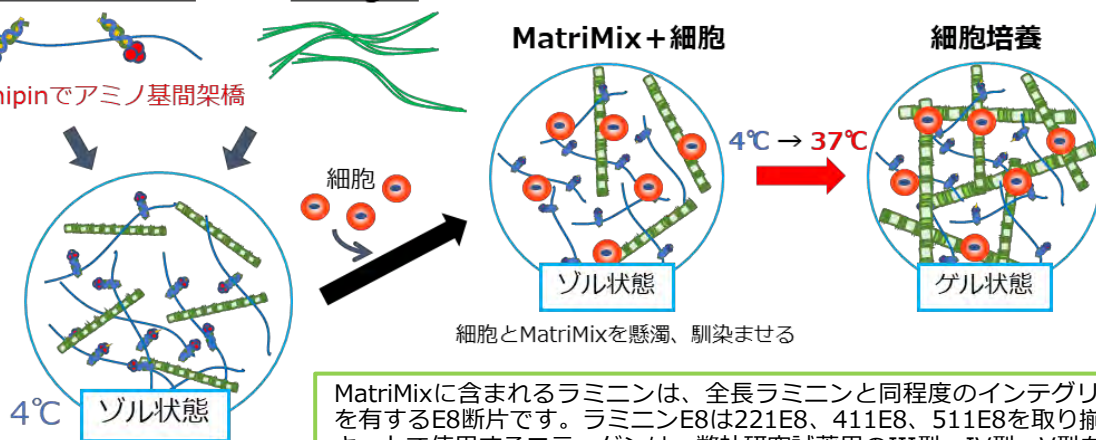 MatriMix＋細胞
細胞培養
ipinでアミノ基間架橋
細胞
4℃ → 37℃
ゾル状態
ゲル状態
細胞とMatriMixを懸濁、馴染ませる
4℃
ゾル状態
MatriMixに含まれるラミニンは、全長ラミニンと同程度のインテグリ
を有するE8断片です。ラミニンE8は221E8、411E8、511E8を取り揃